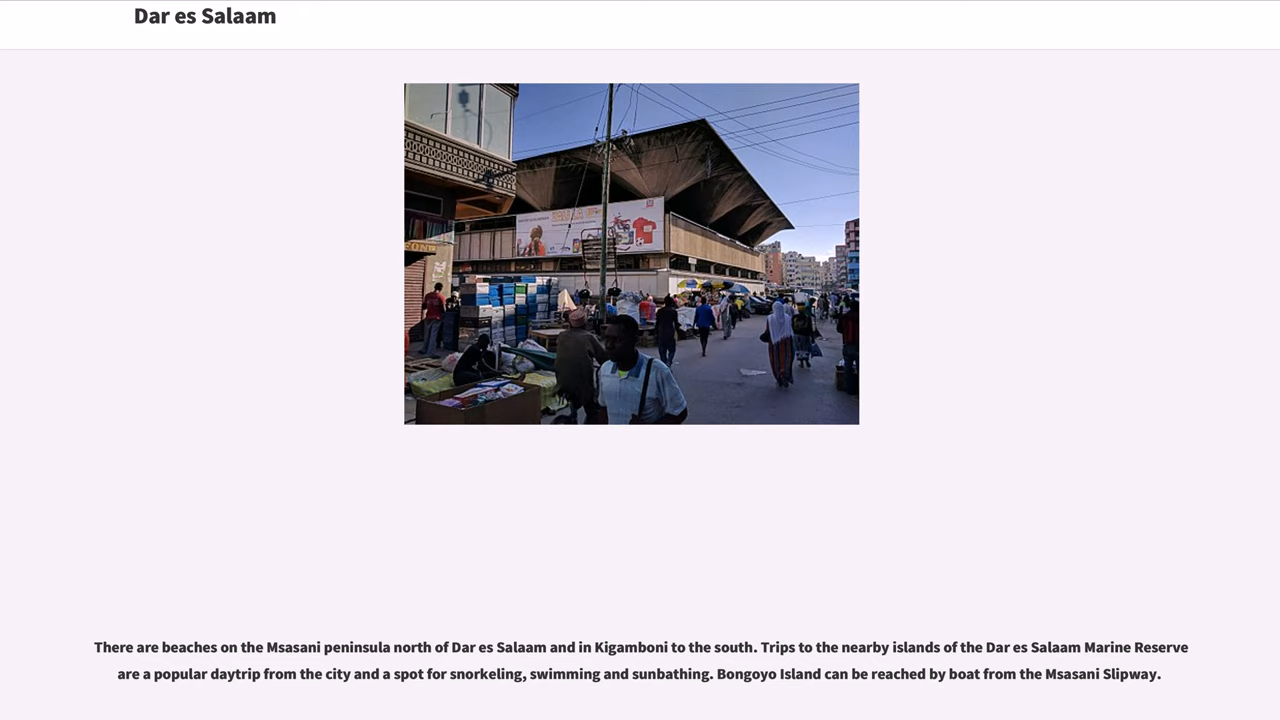 Dar es Salaam
There are beaches on the Msasani peninsula north of Dar es Salaam and in Kigamboni to the south. Trips to the nearby islands of the Dar es Salaam Marine Reserve
are a popular daytrip from the city and a spot for snorkeling, swimming and sunbathing. Bongoyo Island can be reached by boat from the Msasani Slipway.